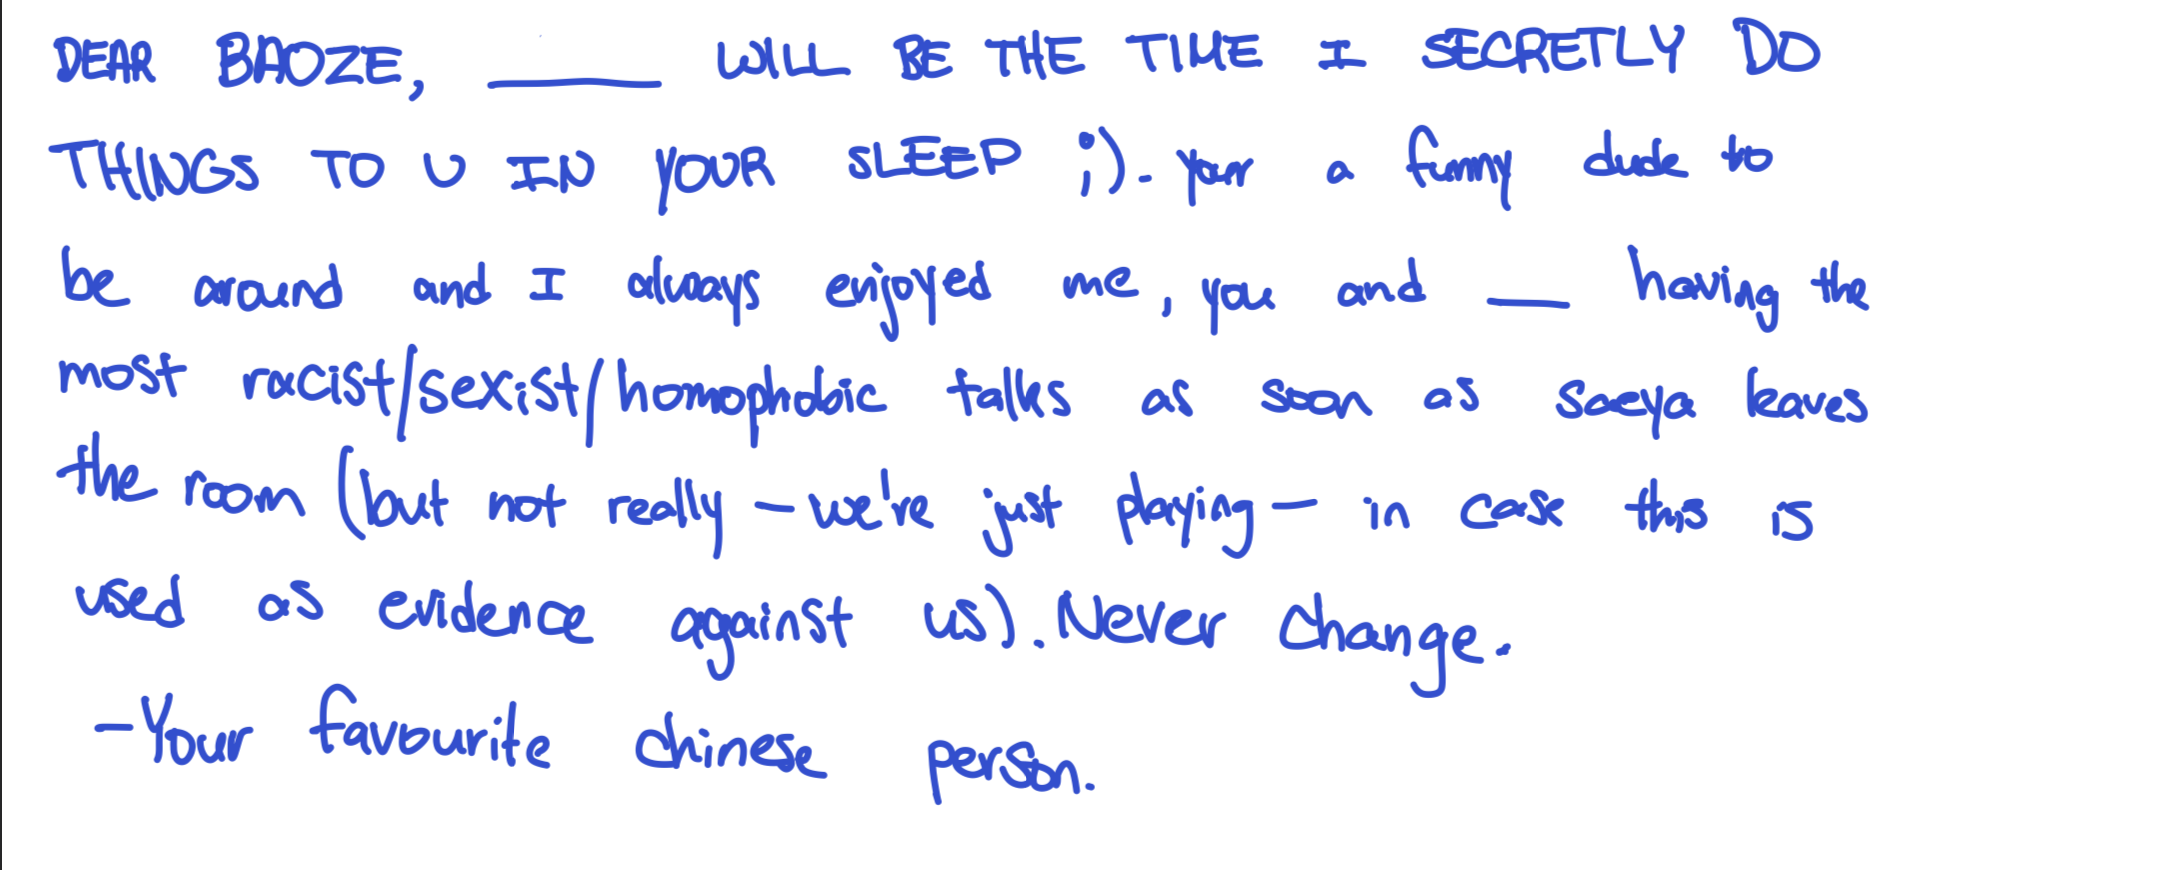 DEAR BAOZE, ______ WILL BE THE TIME I SECRETLY DO
THINGS TO U IN YOUR SLEEP ;). Your a funny dude to
be around and I always enjoyed me, you and ___ having the
most racist/sexist/homophobic talks as soon as saeya leaves
the room (but not really - we're just playing - in case this is
used as evidence against us). Never change.
- Your favourite chinese person.